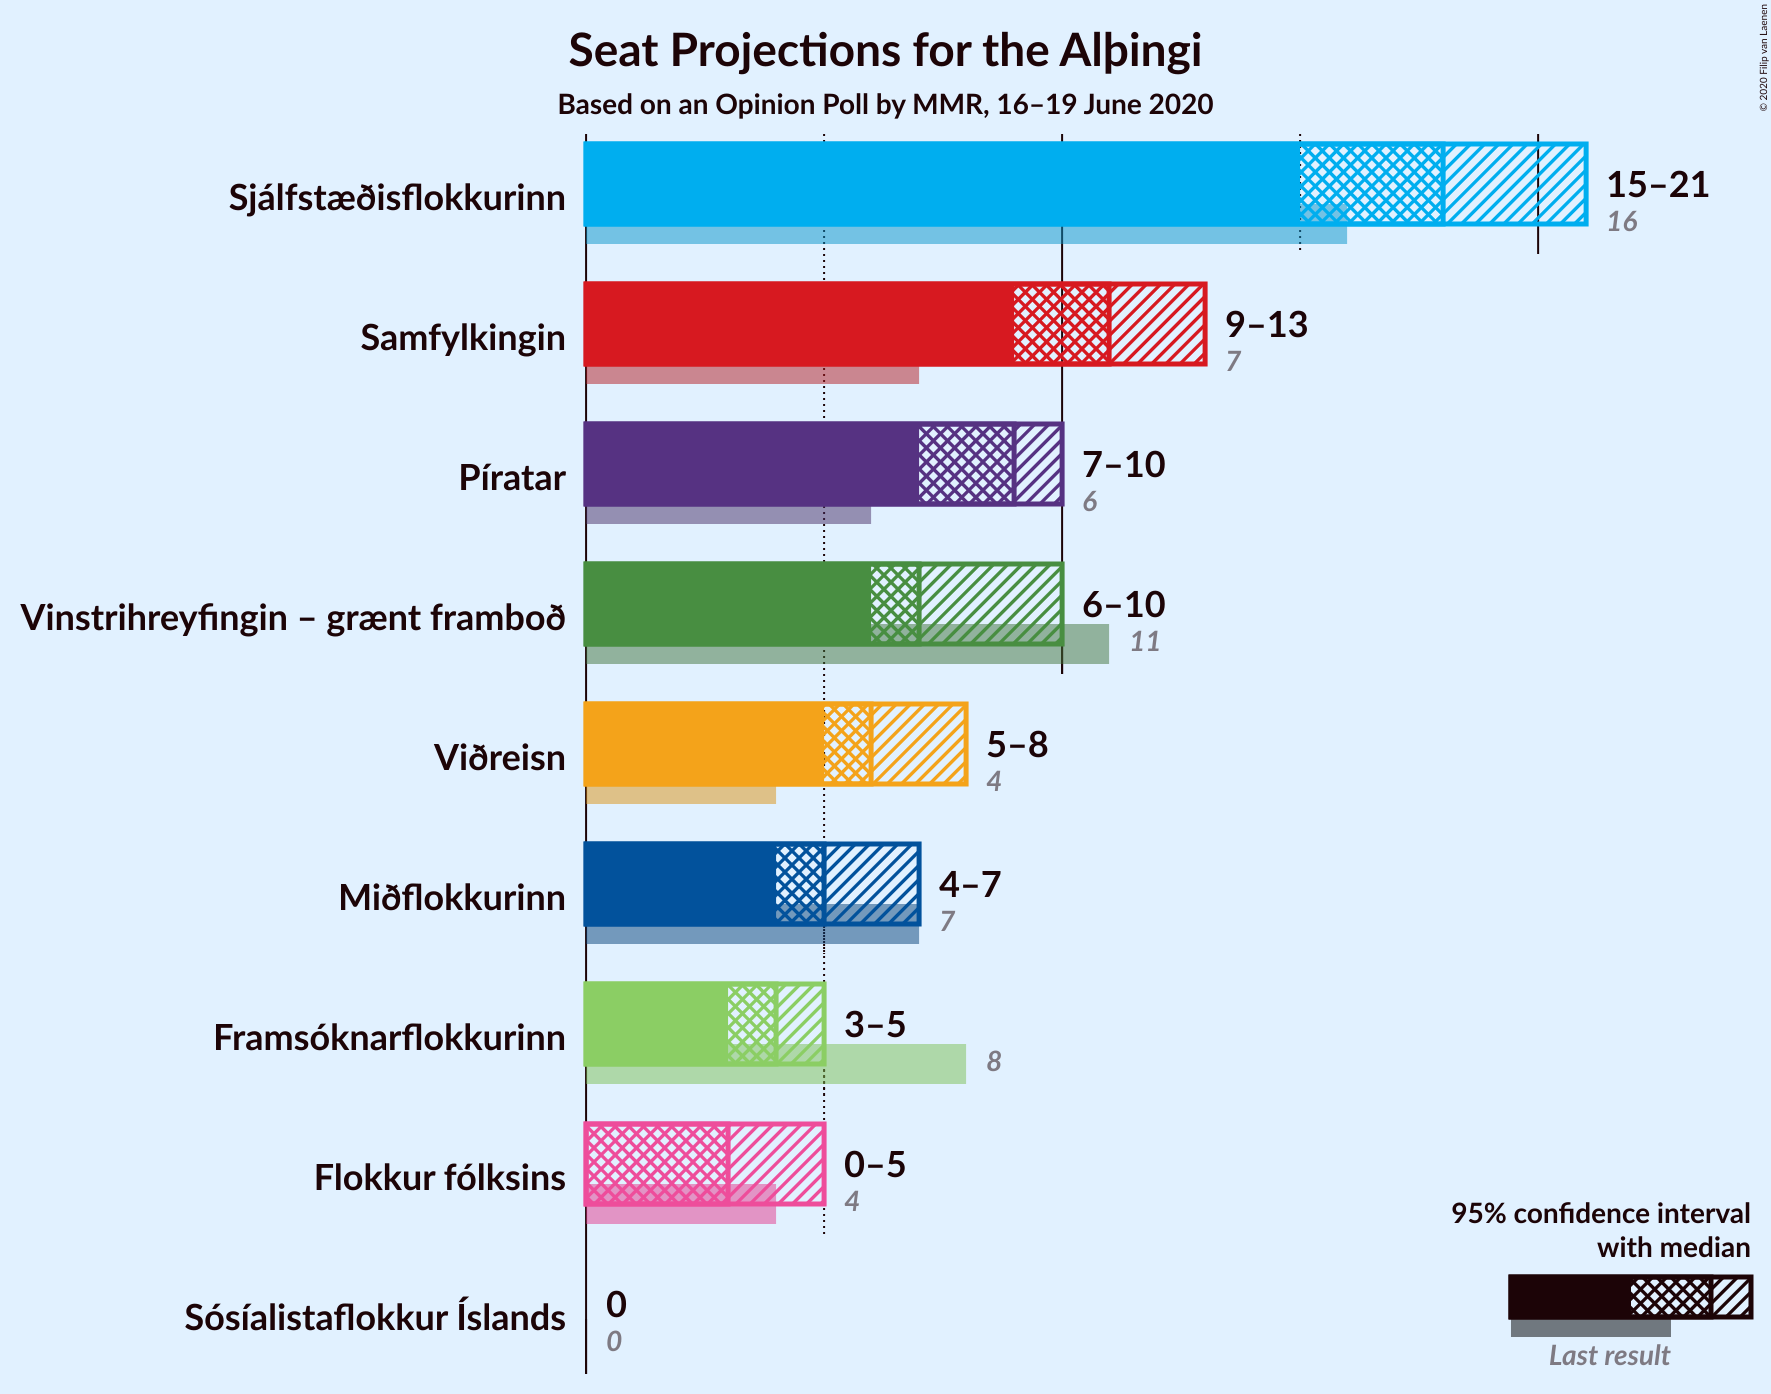 Seat Projections for the Alþingi
Based on an Opinion Poll by MMR, 16–19 June 2020
© 2020 Filip van Laenen
Sjálfstæðisflokkurinn
15–21
16
Samfylkingin
9–13
7
Píratar
7–10
6
Vinstrihreyfingin – grænt framboð
6–10
11
Viðreisn
5–8
4
Miðflokkurinn
4–7
7
Framsóknarflokkurinn
3–5
8
Flokkur fólksins
0–5
4
Sósíalistaflokkur Íslands
0
0
95% confidence interval
with median
Last result